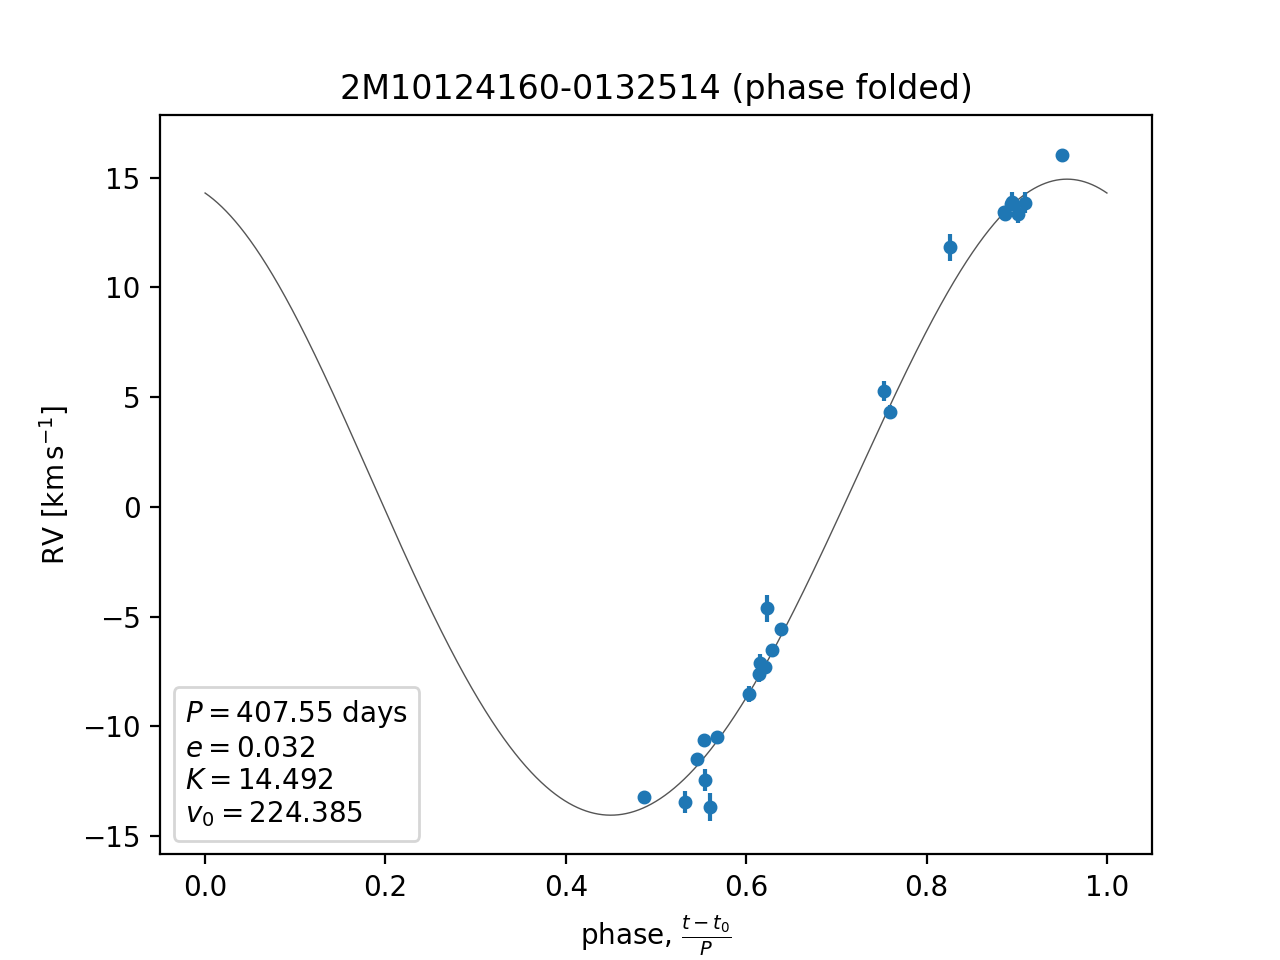 2M10124160-0132514 (phase folded)
RV [km s⁻¹]
15
10
5
0
−5
−10
−15
P = 407.55 days
e = 0.032
K = 14.492
v₀ = 224.385
0.0 0.2 0.4 0.6 0.8 1.0
phase, (t − t₀)/P